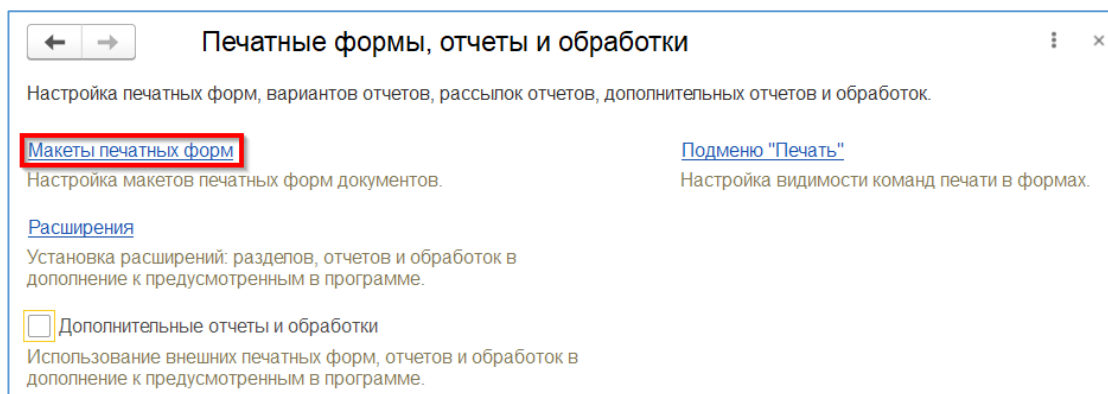 Печатные формы, отчеты и обработки
Настройка печатных форм, вариантов отчетов, рассылок отчетов, дополнительных отчетов и обработок.
Макеты печатных форм
Настройка макетов печатных форм документов.
Подменю "Печать"
Настройка видимости команд печати в формах.
Расширения
Установка расширений: разделов, отчетов и обработок в
дополнение к предусмотренным в программе.
Дополнительные отчеты и обработки
Использование внешних печатных форм, отчетов и обработок в
дополнение к предусмотренным в программе.